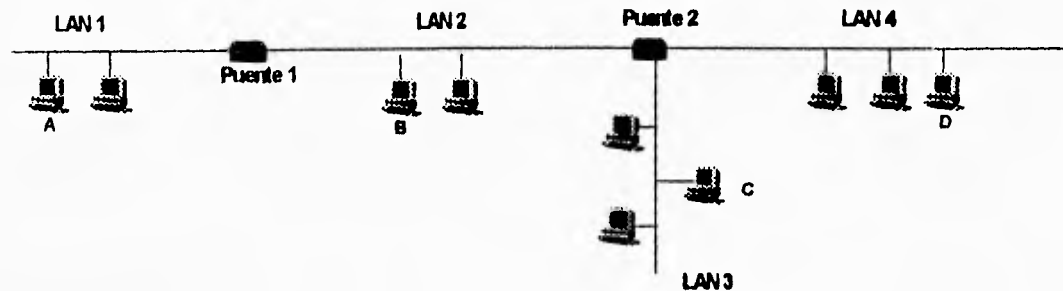 LAN 1
LAN 2
Puente 2
LAN 4
Puente 1
A
B
D
C
LAN 3